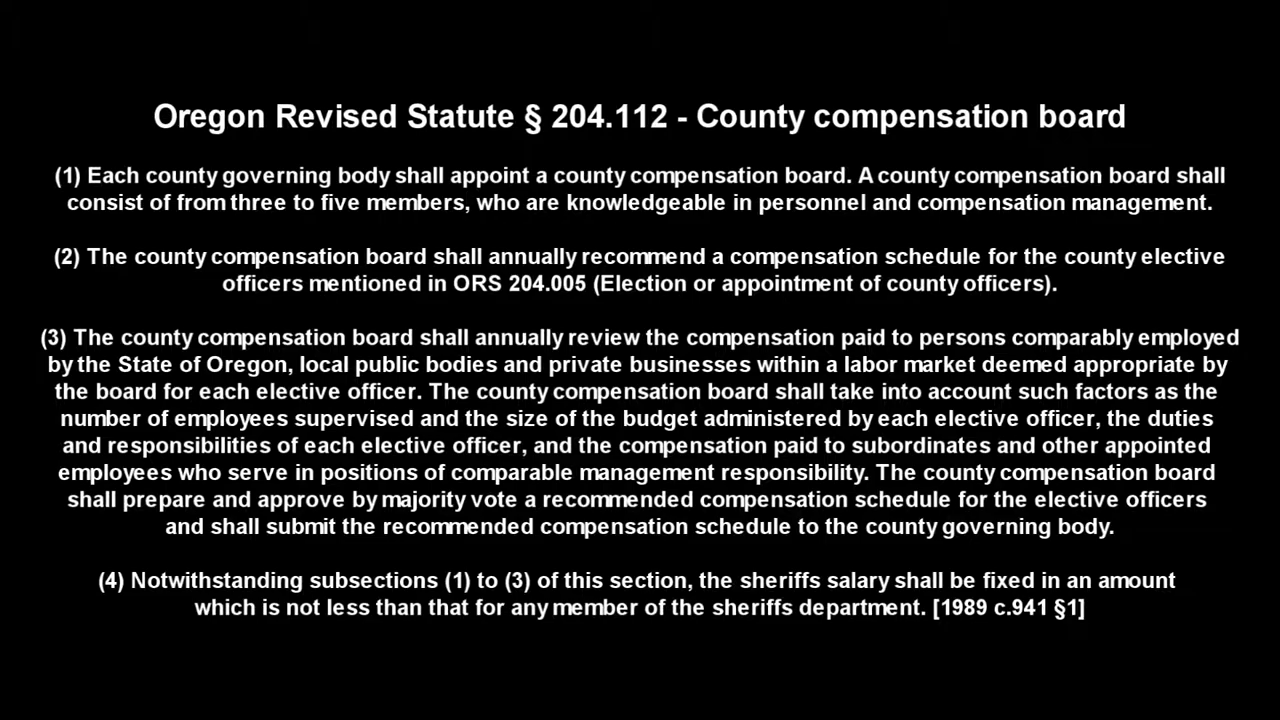 Oregon Revised Statute § 204.112 - County compensation board
(1) Each county governing body shall appoint a county compensation board. A county compensation board shall
consist of from three to five members, who are knowledgeable in personnel and compensation management.
(2) The county compensation board shall annually recommend a compensation schedule for the county elective
officers mentioned in ORS 204.005 (Election or appointment of county officers).
(3) The county compensation board shall annually review the compensation paid to persons comparably employed
by the State of Oregon, local public bodies and private businesses within a labor market deemed appropriate by
the board for each elective officer. The county compensation board shall take into account such factors as the
number of employees supervised and the size of the budget administered by each elective officer, the duties
and responsibilities of each elective officer, and the compensation paid to subordinates and other appointed
employees who serve in positions of comparable management responsibility. The county compensation board
shall prepare and approve by majority vote a recommended compensation schedule for the elective officers
and shall submit the recommended compensation schedule to the county governing body.
(4) Notwithstanding subsections (1) to (3) of this section, the sheriffs salary shall be fixed in an amount
which is not less than that for any member of the sheriffs department. [1989 c.941 §1]